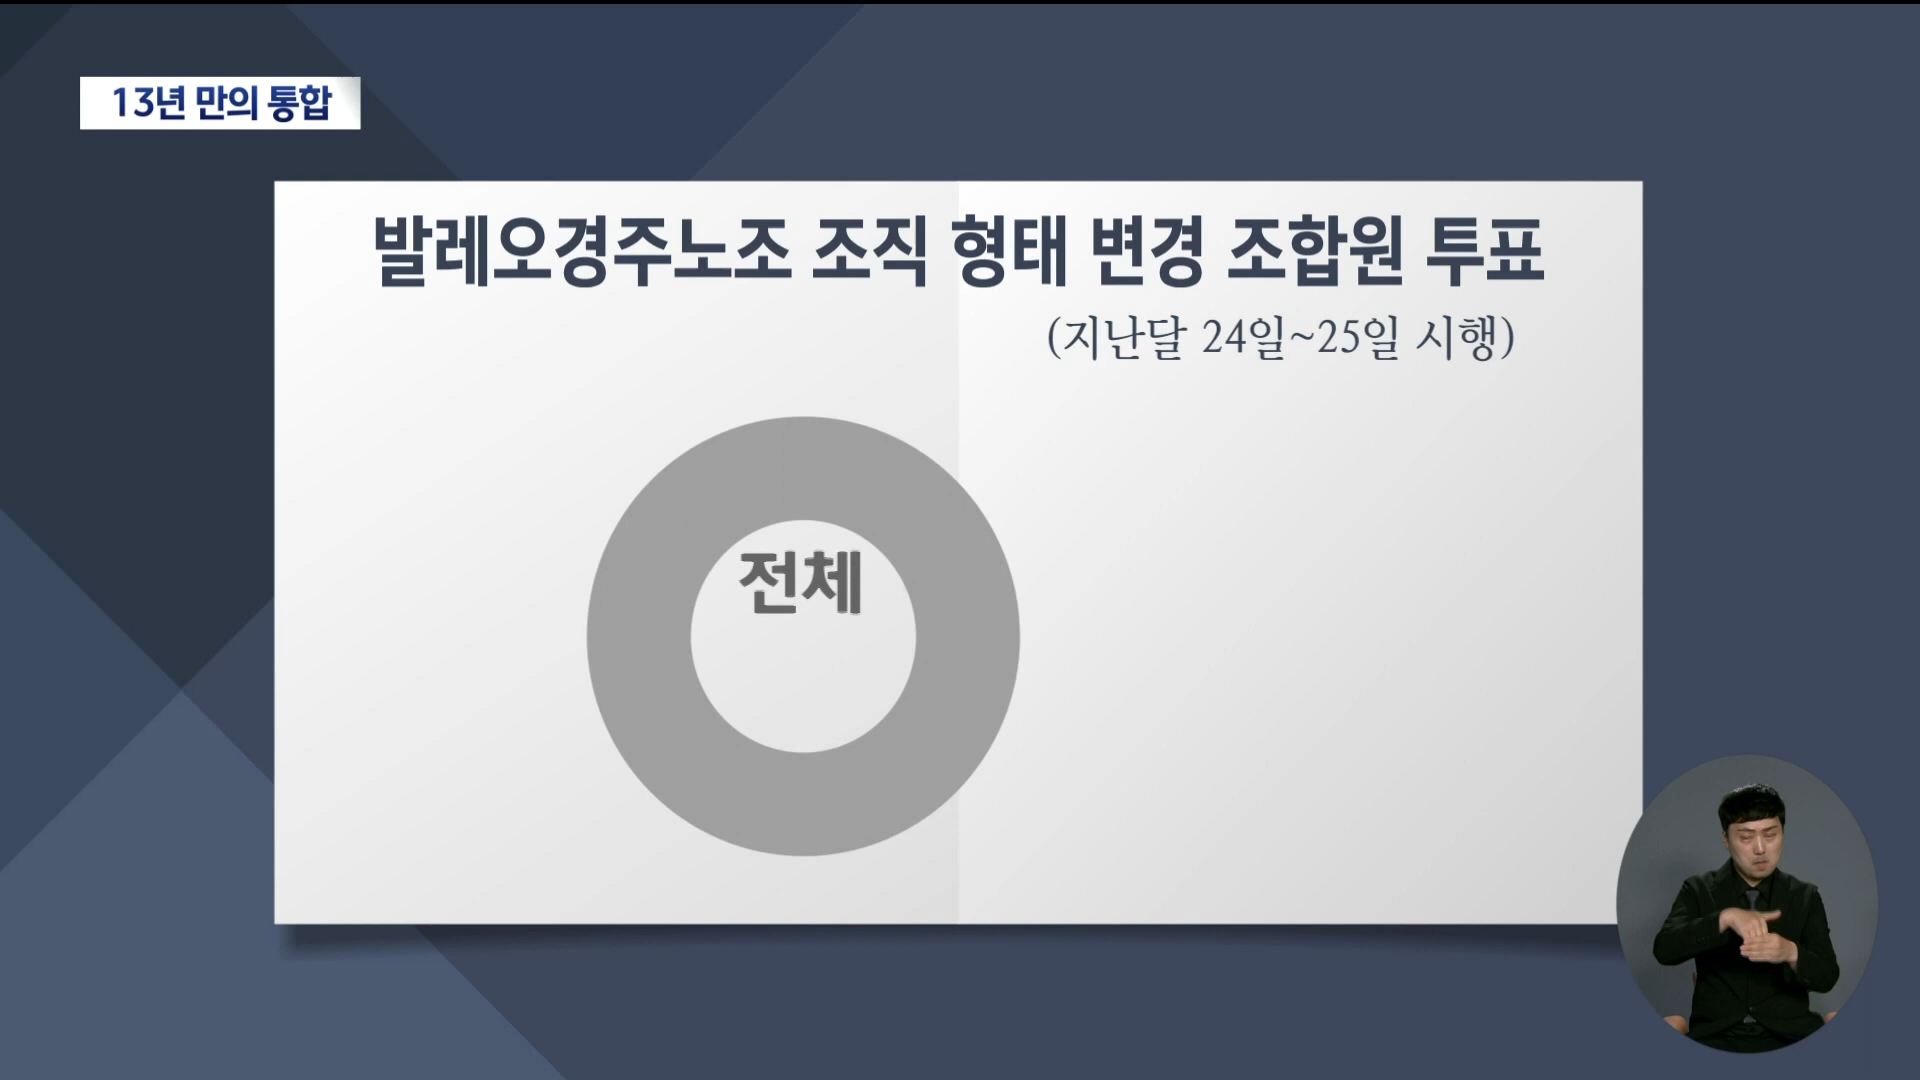 13년 만의 통합
발레오경주노조 조직 형태 변경 조합원 투표
(지난달 24일~25일 시행)
전체